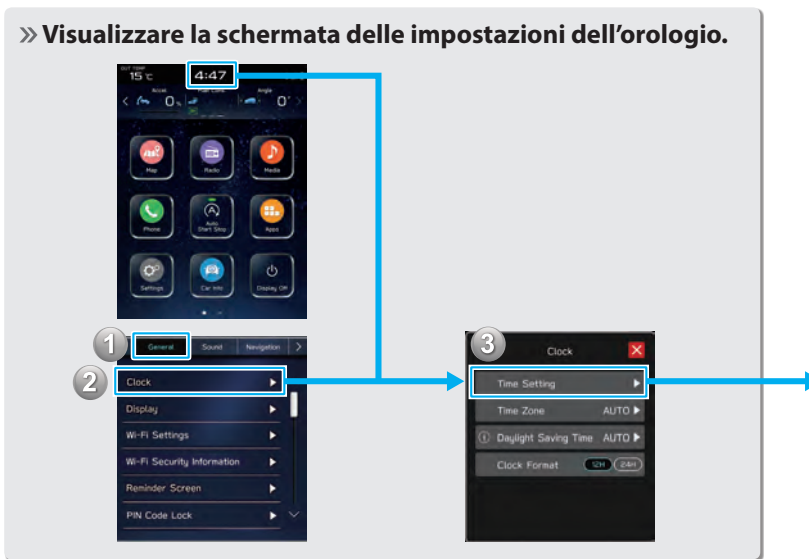 » Visualizzare la schermata delle impostazioni dell’orologio.
OUT TEMP
15 °C
4:47
Accel.
Fuel Cons.
Angle
0%
0°
Map
Radio
Media
Phone
Auto Start Stop
Apps
Settings
Car Info
Display Off
1
General
Sound
Navigation
2
Clock
Display
Wi-Fi Settings
Wi-Fi Security Information
Reminder Screen
PIN Code Lock
3
Clock
Time Setting
Time Zone AUTO
Daylight Saving Time AUTO
Clock Format 12H 24H